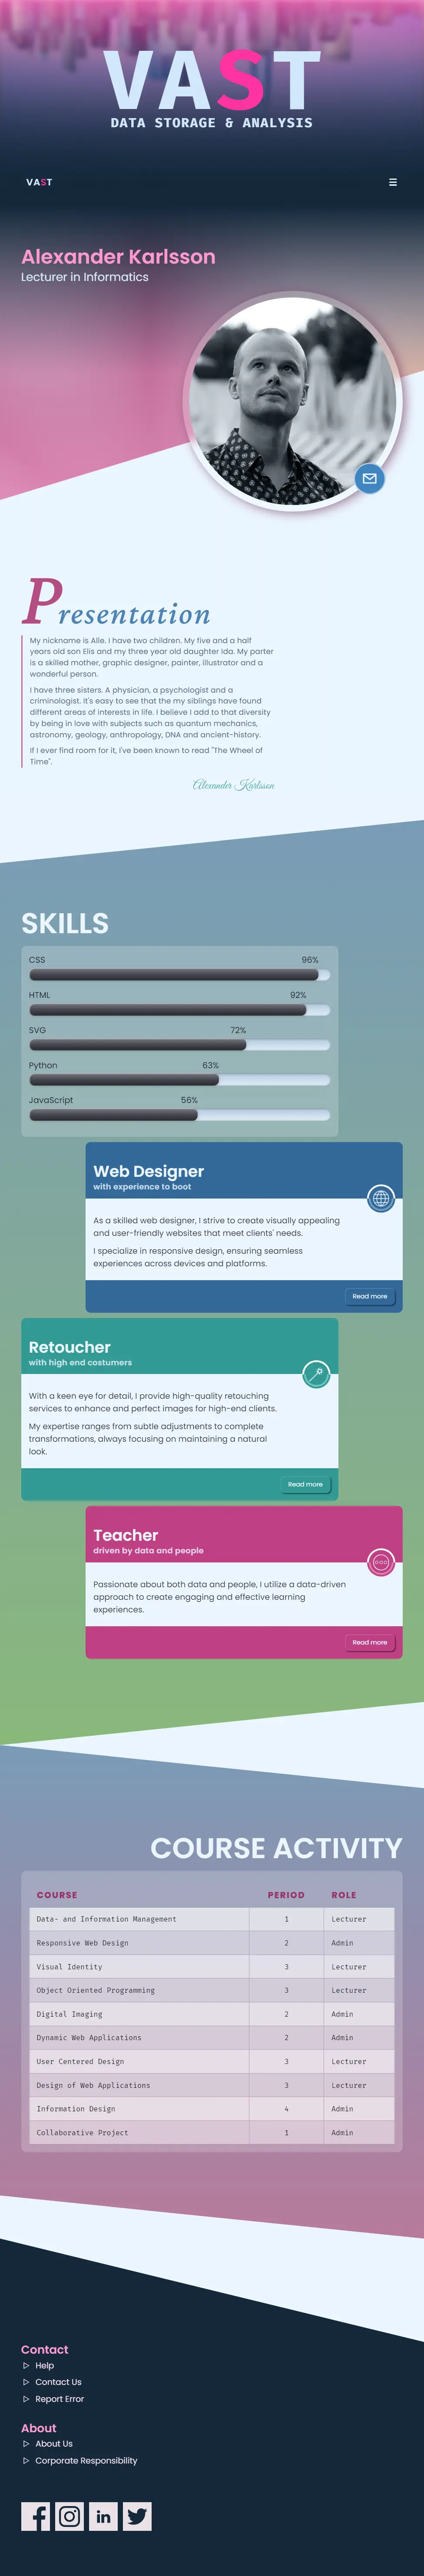 VAST
DATA STORAGE & ANALYSIS
VAST
Alexander Karlsson
Lecturer in Informatics
Presentation
My nickname is Alle. I have two children. My five and a half
years old son Elis and my three year old daughter Ida. My parter
is a skilled mother, graphic designer, painter, illustrator and a
wonderful person.
I have three sisters. A physician, a psychologist and a
criminologist. It's easy to see that the my siblings have found
different areas of interests in life. I believe I add to that diversity
by being in love with subjects such as quantum mechanics,
astronomy, geology, anthropology, DNA and ancient-history.
If I ever find room for it, I've been known to read "The Wheel of
Time".
Alexander Karlsson
SKILLS
CSS 96%
HTML 92%
SVG 72%
Python 63%
JavaScript 56%
Web Designer
with experience to boot
As a skilled web designer, I strive to create visually appealing
and user-friendly websites that meet clients' needs.
I specialize in responsive design, ensuring seamless
experiences across devices and platforms.
Read more
Retoucher
with high end costumers
With a keen eye for detail, I provide high-quality retouching
services to enhance and perfect images for high-end clients.
My expertise ranges from subtle adjustments to complete
transformations, always focusing on maintaining a natural
look.
Read more
Teacher
driven by data and people
Passionate about both data and people, I utilize a data-driven
approach to create engaging and effective learning
experiences.
Read more
COURSE ACTIVITY
COURSE PERIOD ROLE
Data- and Information Management 1 Lecturer
Responsive Web Design 2 Admin
Visual Identity 3 Lecturer
Object Oriented Programming 3 Lecturer
Digital Imaging 2 Admin
Dynamic Web Applications 2 Admin
User Centered Design 3 Lecturer
Design of Web Applications 3 Lecturer
Information Design 4 Admin
Collaborative Project 1 Admin
Contact
Help
Contact Us
Report Error
About
About Us
Corporate Responsibility